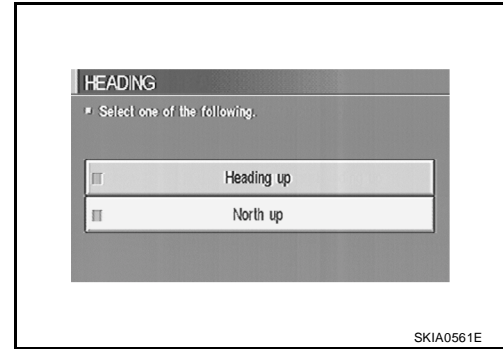 HEADING
Select one of the following.
Heading up
North up
SKIA0561E